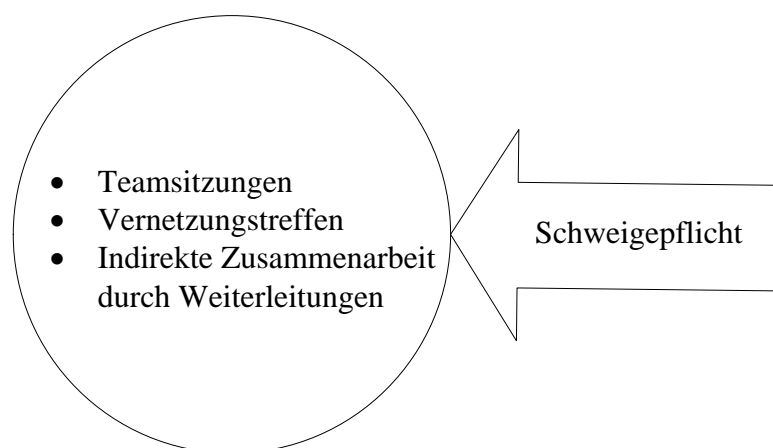 • Teamsitzungen
• Vernetzungstreffen
• Indirekte Zusammenarbeit
durch Weiterleitungen
Schweigepflicht